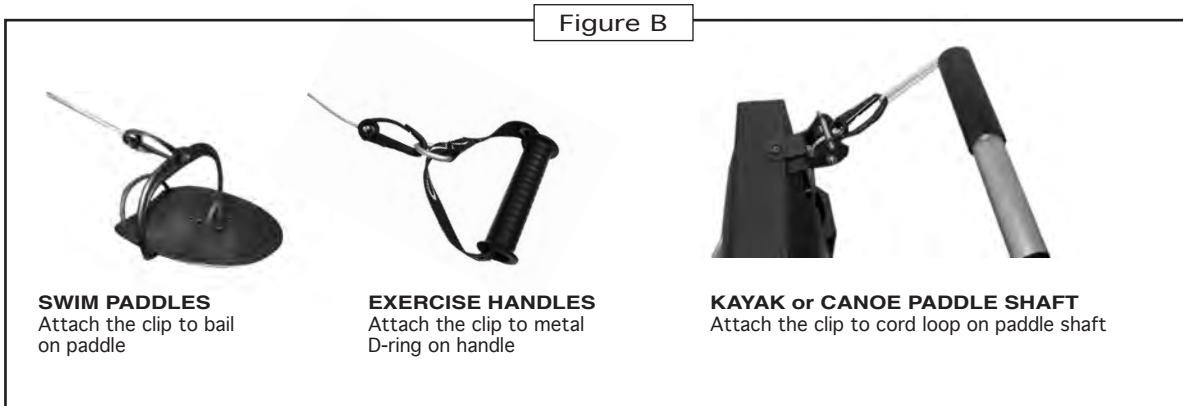 Figure B
SWIM PADDLES
Attach the clip to bail
on paddle
EXERCISE HANDLES
Attach the clip to metal
D-ring on handle
KAYAK or CANOE PADDLE SHAFT
Attach the clip to cord loop on paddle shaft